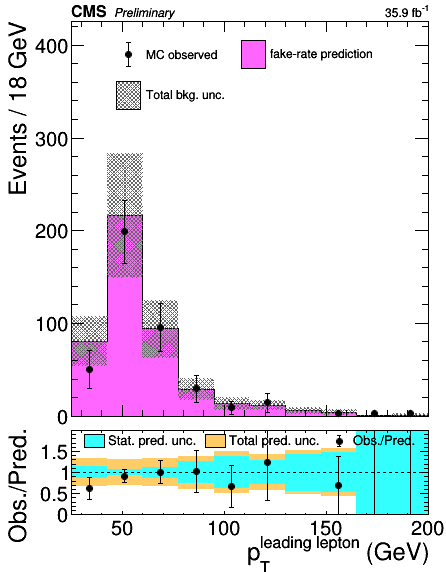 CMS Preliminary 35.9 fb⁻¹
MC observed fake-rate prediction
Total bkg. unc.
Events / 18 GeV
400
300
200
100
0
Stat. pred. unc. Total pred. unc. Obs./Pred.
Obs./Pred.
1.5
1
0.5
0
50 100 150 200
p_T^leading lepton (GeV)